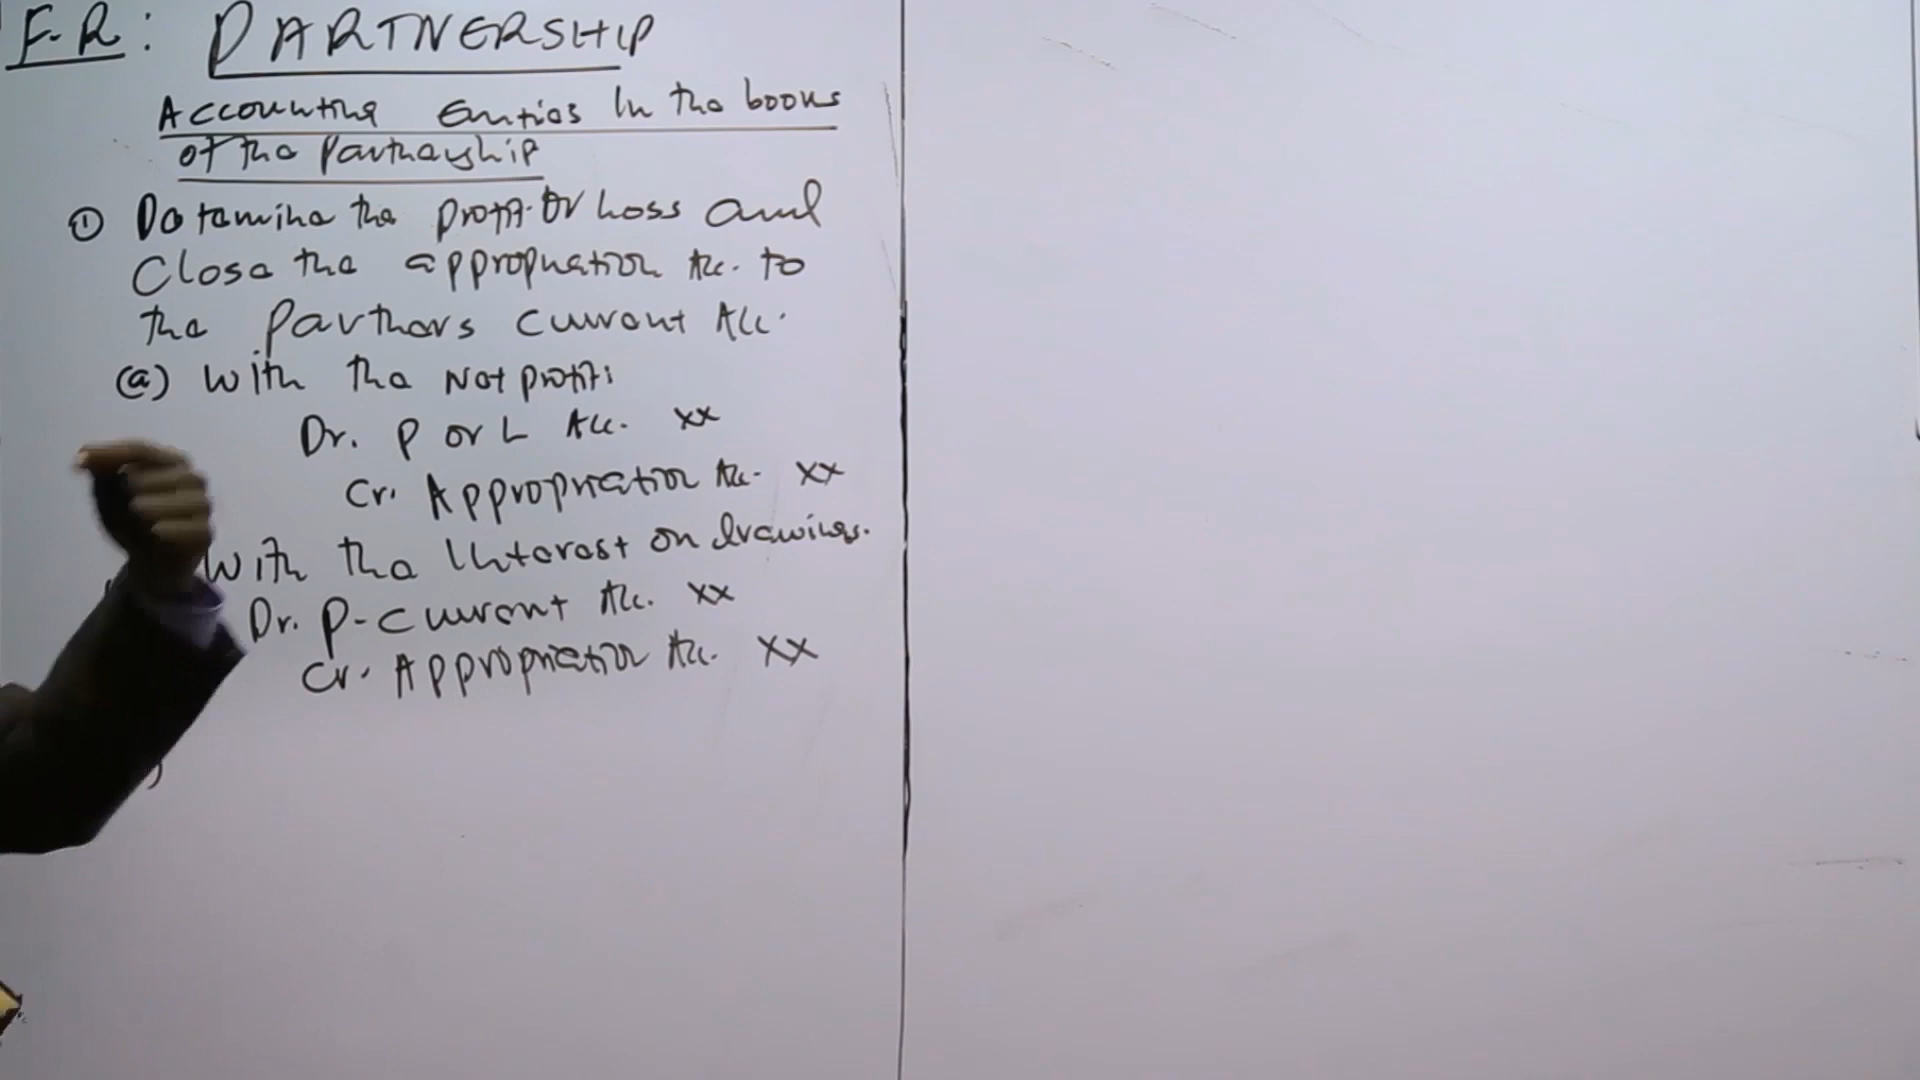 F.R: PARTNERSHIP
Accounting Entries In the books
of the Partnership
① Determine the profit or Loss and
Close the appropriation Acc. to
the Partners Current Acc.
(a) With the Net profit:
Dr. P or L Acc. xx
Cr. Appropriation Acc. xx
With the Interest on drawings.
Dr. P-Current Acc. xx
Cr. Appropriation Acc. xx
)